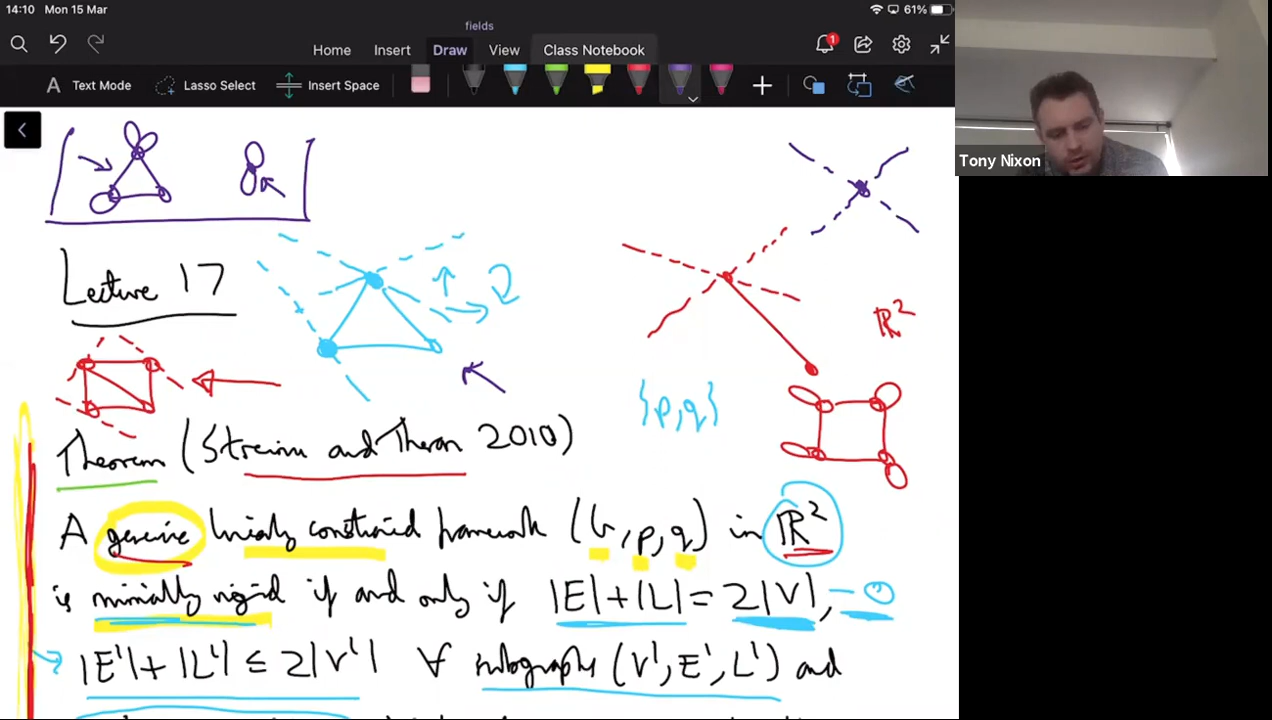 14:10 Mon 15 Mar
61%
fields
Home Insert Draw View Class Notebook
1
A Text Mode Lasso Select Insert Space
Tony Nixon
Lecture 17
ℝ²
{p,q}
Theorem (Streinu and Theran 2010)
A generic linearly constrained framework (G,p,q) in ℝ²
is minimally rigid if and only if |E|+|L|=2|V|, -0
|E'|+|L'| ≤ 2|V'| ∀ subgraphs (V',E',L') and